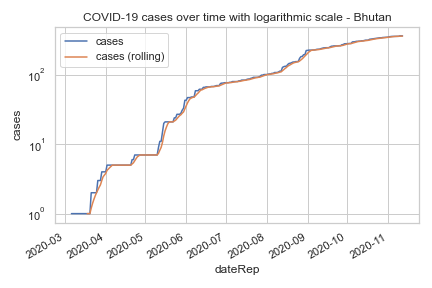 COVID-19 cases over time with logarithmic scale - Bhutan
cases
cases (rolling)
cases
10²
10¹
10⁰
2020-03
2020-04
2020-05
2020-06
2020-07
2020-08
2020-09
2020-10
2020-11
dateRep